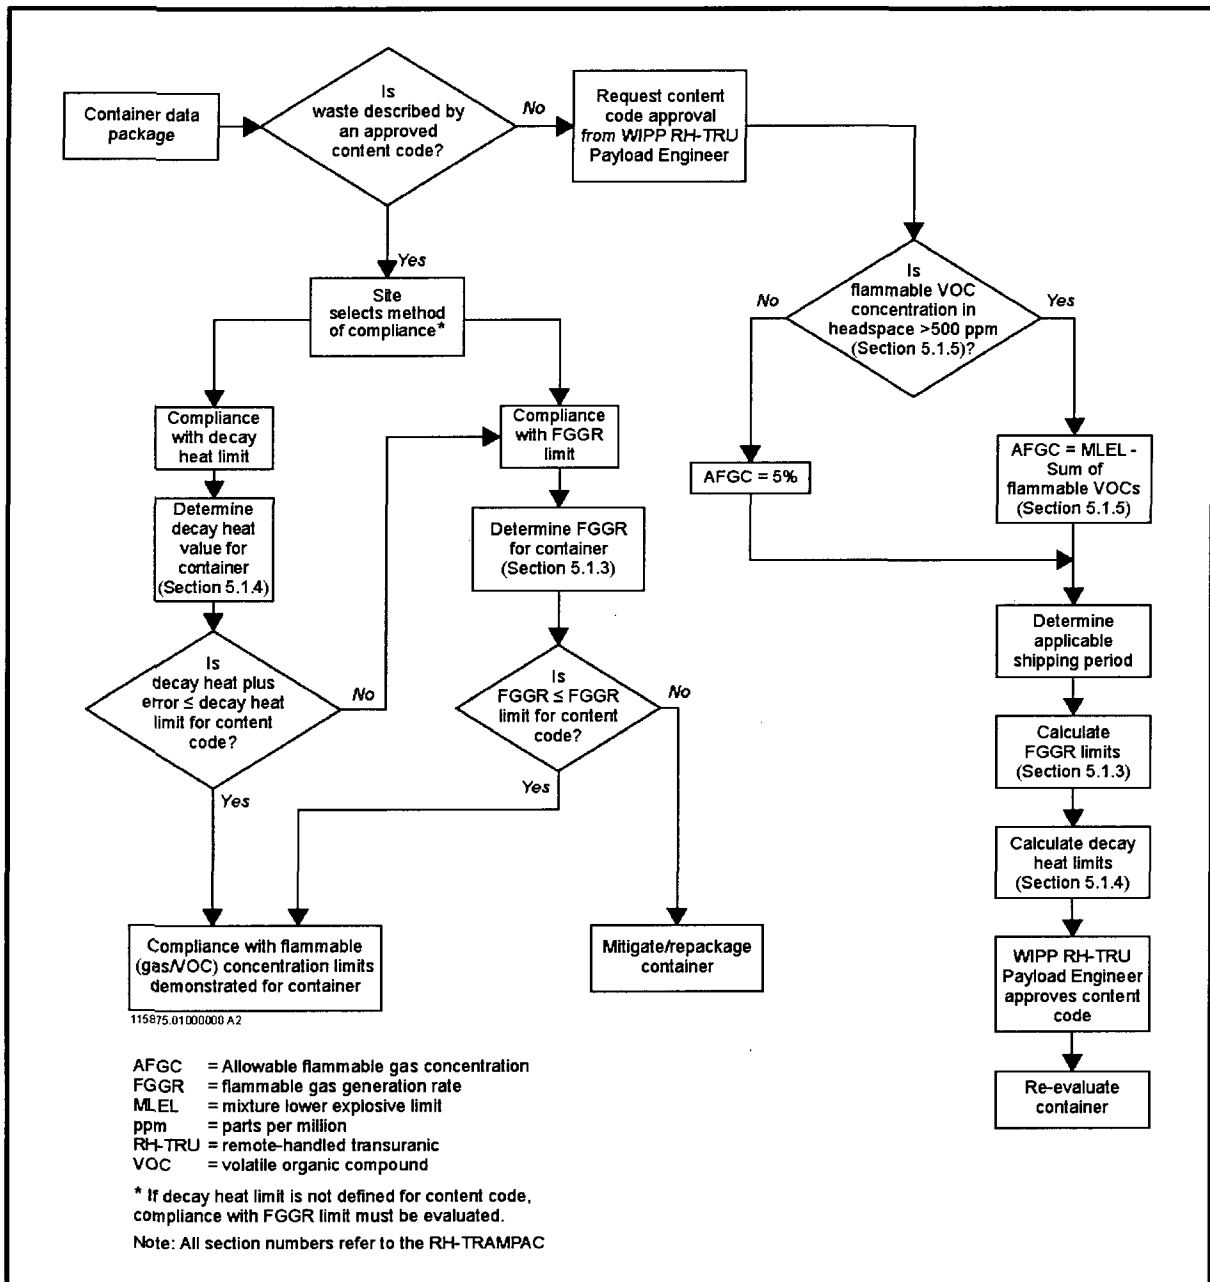 Container data
package
Is
waste described by
an approved
content code?
No
Request content
code approval
from WIPP RH-TRU
Payload Engineer
Yes
Site
selects method
of compliance*
Is
flammable VOC
concentration in
headspace >500 ppm
(Section 5.1.5)?
No
Yes
Compliance
with decay
heat limit
Compliance
with FGGR
limit
AFGC = 5%
AFGC = MLEL -
Sum of
flammable VOCs
(Section 5.1.5)
Determine
decay heat
value for
container
(Section 5.1.4)
Determine FGGR
for container
(Section 5.1.3)
Determine
applicable
shipping period
Is
decay heat plus
error ≤ decay heat
limit for content
code?
No
Yes
Is
FGGR ≤ FGGR
limit for content
code?
No
Yes
Calculate
FGGR limits
(Section 5.1.3)
Calculate decay
heat limits
(Section 5.1.4)
Compliance with flammable
(gas/VOC) concentration limits
demonstrated for container
Mitigate/repackage
container
WIPP RH-TRU
Payload Engineer
approves content
code
Re-evaluate
container
115875.01000000 A2
AFGC = Allowable flammable gas concentration
FGGR = flammable gas generation rate
MLEL = mixture lower explosive limit
ppm = parts per million
RH-TRU = remote-handled transuranic
VOC = volatile organic compound
* If decay heat limit is not defined for content code,
compliance with FGGR limit must be evaluated.
Note: All section numbers refer to the RH-TRAMPAC